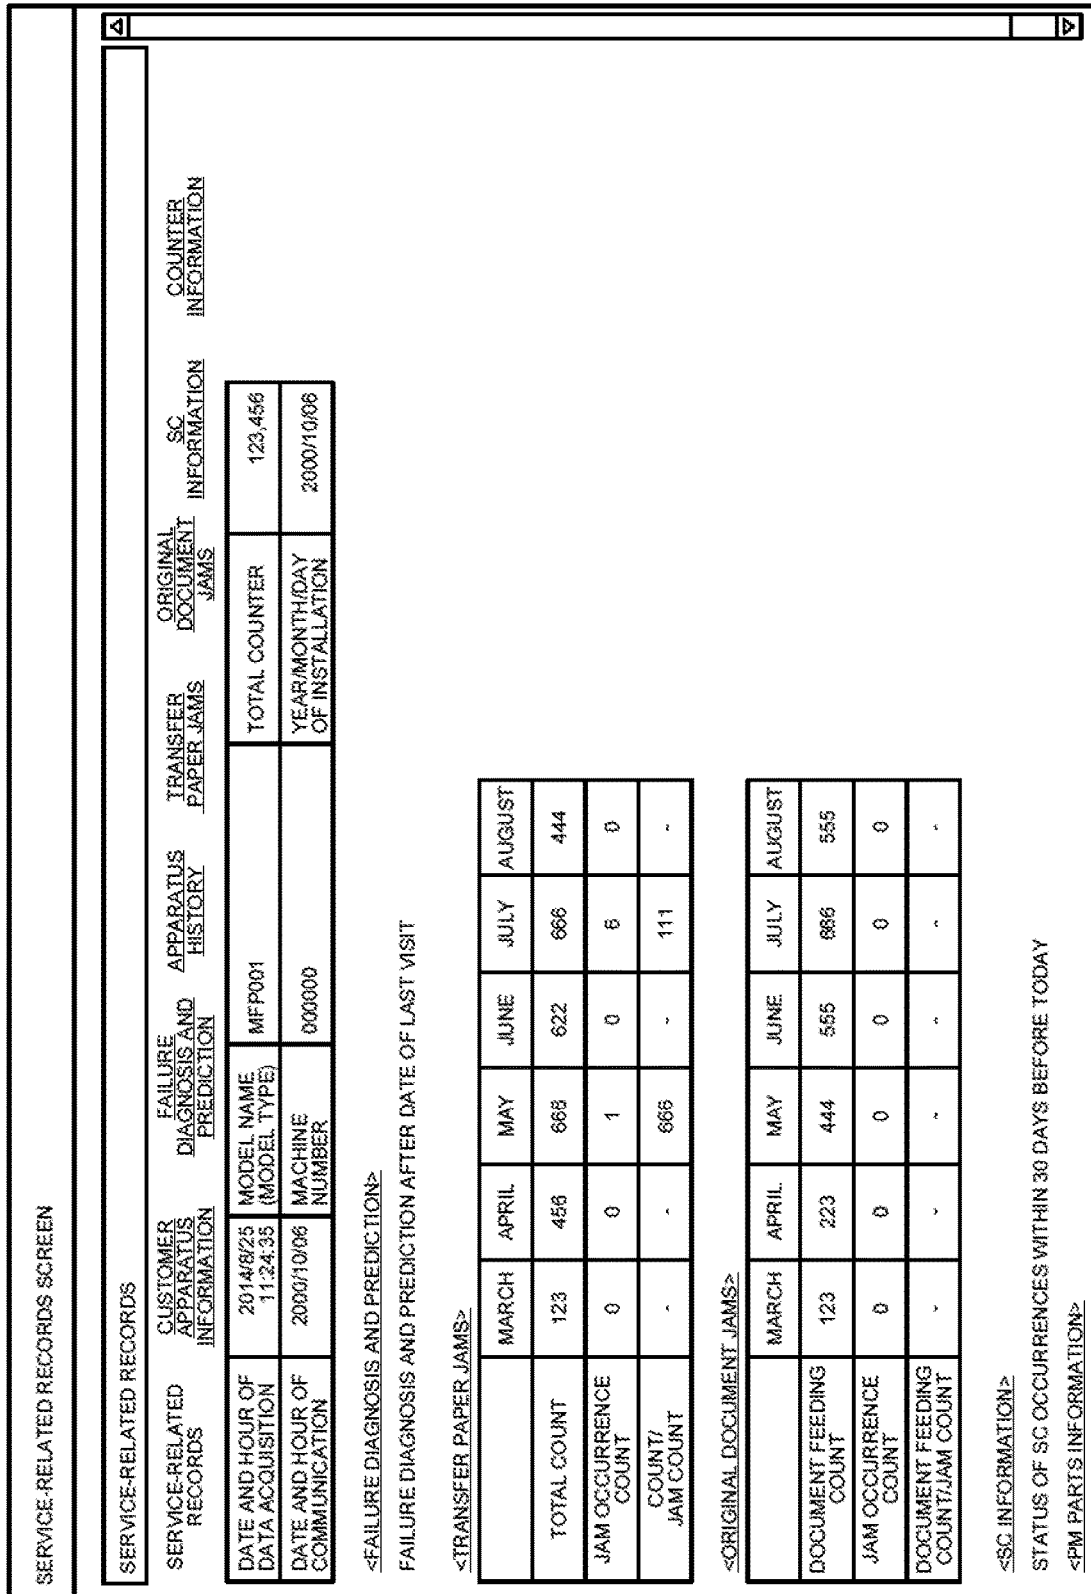 SERVICE-RELATED RECORDS SCREEN
SERVICE-RELATED RECORDS
SERVICE-RELATED RECORDS
CUSTOMER APPARATUS INFORMATION
FAILURE DIAGNOSIS AND PREDICTION
APPARATUS HISTORY
TRANSFER PAPER JAMS
ORIGINAL DOCUMENT JAMS
SC INFORMATION
COUNTER INFORMATION
DATE AND HOUR OF DATA ACQUISITION 2014/8/25 11:24:35 MODEL NAME (MODEL TYPE) MFP001 TOTAL COUNTER 123,456
DATE AND HOUR OF COMMUNICATION 2000/10/06 MACHINE NUMBER 000000 YEAR/MONTH/DAY OF INSTALLATION 2000/10/06
<FAILURE DIAGNOSIS AND PREDICTION>
FAILURE DIAGNOSIS AND PREDICTION AFTER DATE OF LAST VISIT
<TRANSFER PAPER JAMS>
MARCH APRIL MAY JUNE JULY AUGUST
TOTAL COUNT 123 456 666 622 666 444
JAM OCCURRENCE COUNT 0 0 1 0 6 0
COUNT/ JAM COUNT - - 666 - 111 -
<ORIGINAL DOCUMENT JAMS>
MARCH APRIL MAY JUNE JULY AUGUST
DOCUMENT FEEDING COUNT 123 223 444 555 666 555
JAM OCCURRENCE COUNT 0 0 0 0 0 0
DOCUMENT FEEDING COUNT/JAM COUNT - - - - - -
<SC INFORMATION>
STATUS OF SC OCCURRENCES WITHIN 30 DAYS BEFORE TODAY
<PM PARTS INFORMATION>